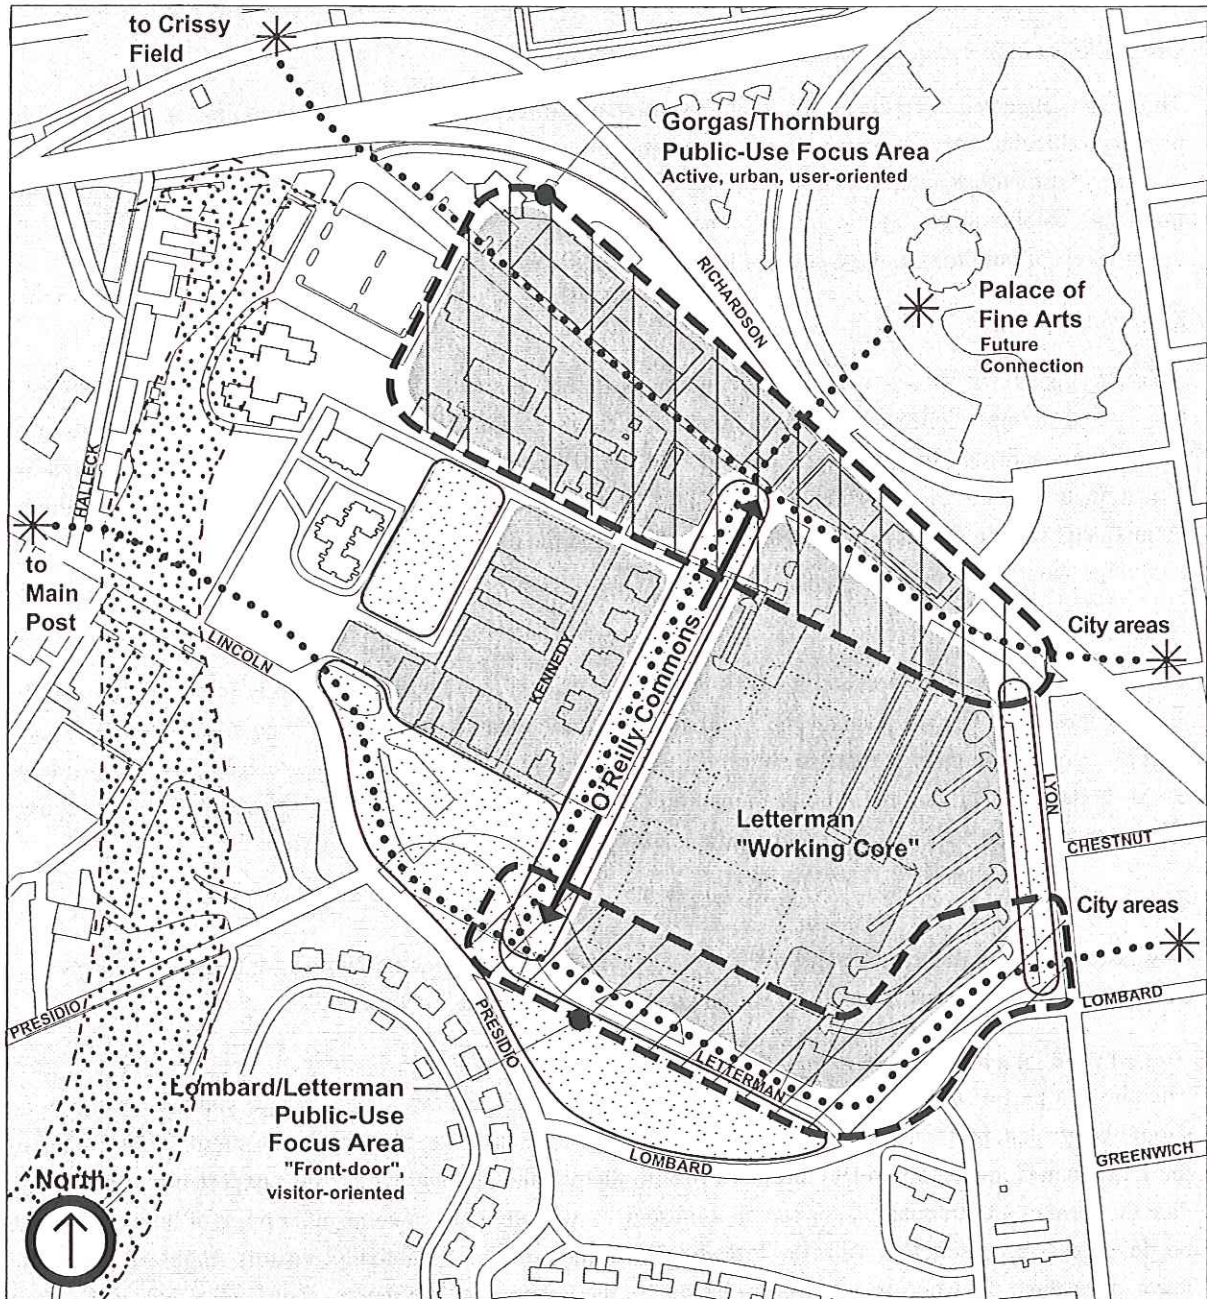 to Crissy
Field
Gorgas/Thornburg
Public-Use Focus Area
Active, urban, user-oriented
RICHARDSON
Palace of
Fine Arts
Future
Connection
HALLECK
to
Main
Post
LINCOLN
KENNEDY
O'Reilly Commons
City areas
LYON
Letterman
"Working Core"
CHESTNUT
City areas
LOMBARD
PRESIDIO
PRESIDIO
LETTERMAN
Lombard/Letterman
Public-Use
Focus Area
"Front-door",
visitor-oriented
LOMBARD
GREENWICH
North